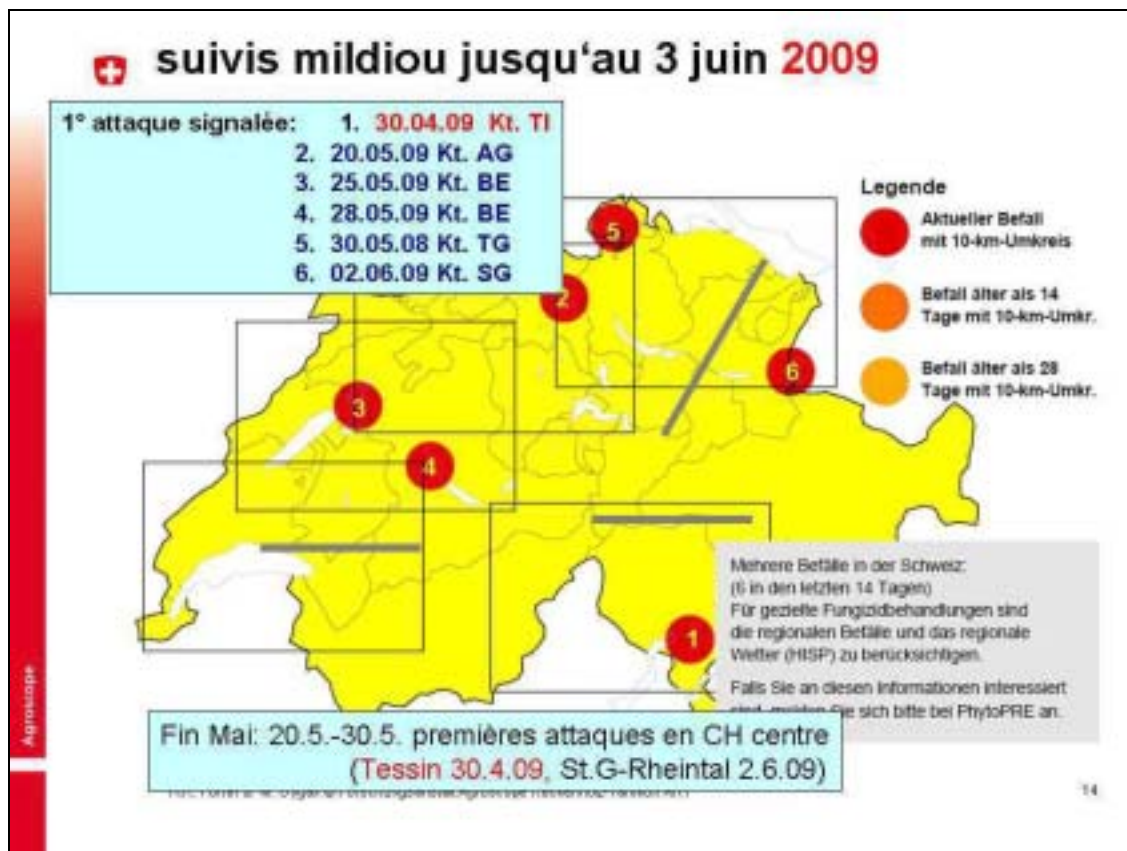 suivis mildiou jusqu'au 3 juin 2009
1° attaque signalée: 1. 30.04.09 Kt. TI
2. 20.05.09 Kt. AG
3. 25.05.09 Kt. BE
4. 28.05.09 Kt. BE
5. 30.05.08 Kt. TG
6. 02.06.09 Kt. SG
Legende
Aktueller Befall
mit 10-km-Umkreis
Befall älter als 14
Tage mit 10-km-Umkr.
Befall älter als 28
Tage mit 10-km-Umkr.
5
2
6
3
4
1
Mehrere Befälle in der Schweiz:
(6 in den letzten 14 Tagen)
Für gezielte Fungizidbehandlungen sind
die regionalen Befälle und das regionale
Wetter (HISP) zu berücksichtigen.
Falls Sie an diesen Informationen interessiert
sind, melden Sie sich bitte bei PhytoPRE an.
Agroscope
Fin Mai: 20.5.-30.5. premières attaques en CH centre
(Tessin 30.4.09, St.G-Rheintal 2.6.09)
14